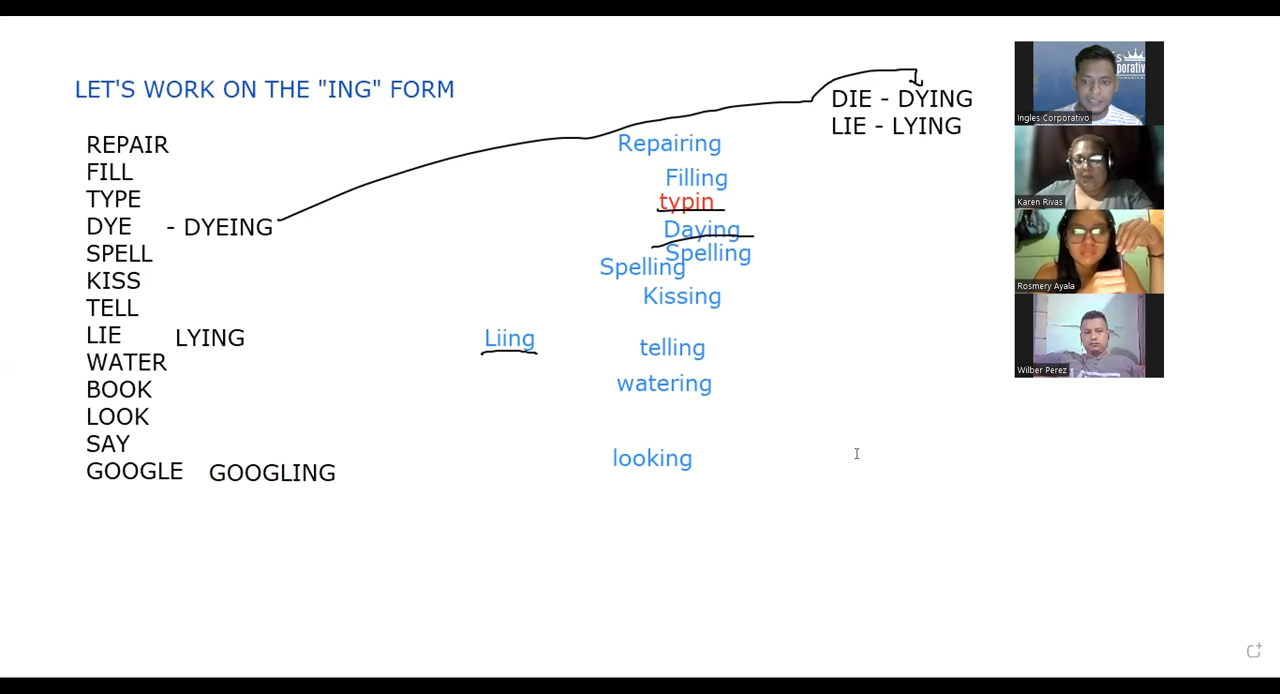 LET'S WORK ON THE "ING" FORM
DIE - DYING
LIE - LYING
REPAIR
FILL
TYPE
DYE - DYEING
SPELL
KISS
TELL
LIE LYING
WATER
BOOK
LOOK
SAY
GOOGLE GOOGLING
Repairing
Filling
typin
Daying
Spelling
Spelling
Kissing
Liing
telling
watering
looking
Ingles Corporativo
Karen Rivas
Rosmery Ayala
Wilber Perez